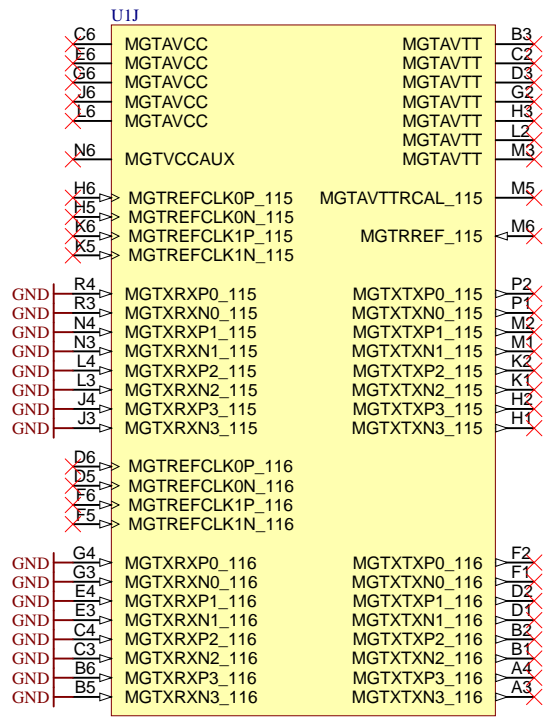 U1J
C6 MGTAVCC MGTAVTT B3
E6 MGTAVCC MGTAVTT C2
G6 MGTAVCC MGTAVTT D3
J6 MGTAVCC MGTAVTT G2
L6 MGTAVCC MGTAVTT H3
MGTAVTT L2
N6 MGTVCCAUX MGTAVTT M3
H6 MGTREFCLK0P_115 MGTAVTTRCAL_115 M5
H5 MGTREFCLK0N_115
K6 MGTREFCLK1P_115 MGTRREF_115 M6
K5 MGTREFCLK1N_115
GND R4 MGTXRXP0_115 MGTXTXP0_115 P2
GND R3 MGTXRXN0_115 MGTXTXN0_115 P1
GND N4 MGTXRXP1_115 MGTXTXP1_115 M2
GND N3 MGTXRXN1_115 MGTXTXN1_115 M1
GND L4 MGTXRXP2_115 MGTXTXP2_115 K2
GND L3 MGTXRXN2_115 MGTXTXN2_115 K1
GND J4 MGTXRXP3_115 MGTXTXP3_115 H2
GND J3 MGTXRXN3_115 MGTXTXN3_115 H1
D6 MGTREFCLK0P_116
D5 MGTREFCLK0N_116
F6 MGTREFCLK1P_116
F5 MGTREFCLK1N_116
GND G4 MGTXRXP0_116 MGTXTXP0_116 F2
GND G3 MGTXRXN0_116 MGTXTXN0_116 F1
GND E4 MGTXRXP1_116 MGTXTXP1_116 D2
GND E3 MGTXRXN1_116 MGTXTXN1_116 D1
GND C4 MGTXRXP2_116 MGTXTXP2_116 B2
GND C3 MGTXRXN2_116 MGTXTXN2_116 B1
GND B6 MGTXRXP3_116 MGTXTXP3_116 A4
GND B5 MGTXRXN3_116 MGTXTXN3_116 A3